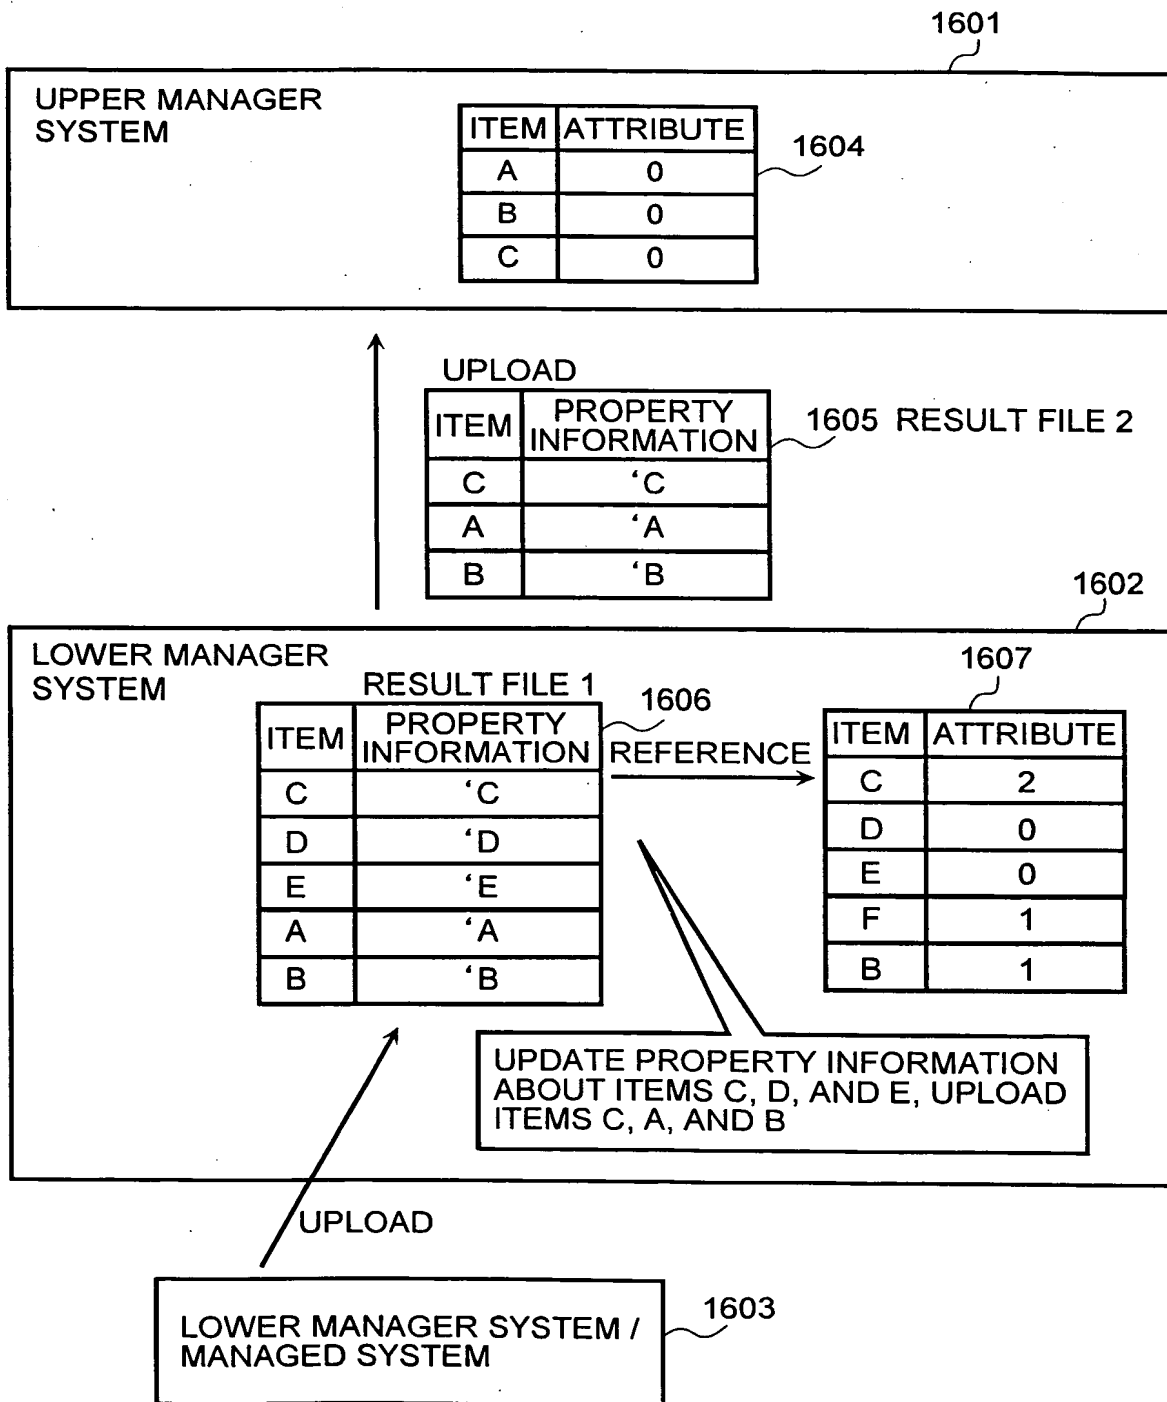 1601
UPPER MANAGER
SYSTEM
ITEM ATTRIBUTE
A 0
B 0
C 0
1604
UPLOAD
ITEM PROPERTY INFORMATION
C ‘C
A ‘A
B ‘B
1605 RESULT FILE 2
1602
LOWER MANAGER
SYSTEM
RESULT FILE 1
1606
ITEM PROPERTY INFORMATION
C ‘C
D ‘D
E ‘E
A ‘A
B ‘B
REFERENCE
1607
ITEM ATTRIBUTE
C 2
D 0
E 0
F 1
B 1
UPDATE PROPERTY INFORMATION
ABOUT ITEMS C, D, AND E, UPLOAD
ITEMS C, A, AND B
UPLOAD
1603
LOWER MANAGER SYSTEM /
MANAGED SYSTEM